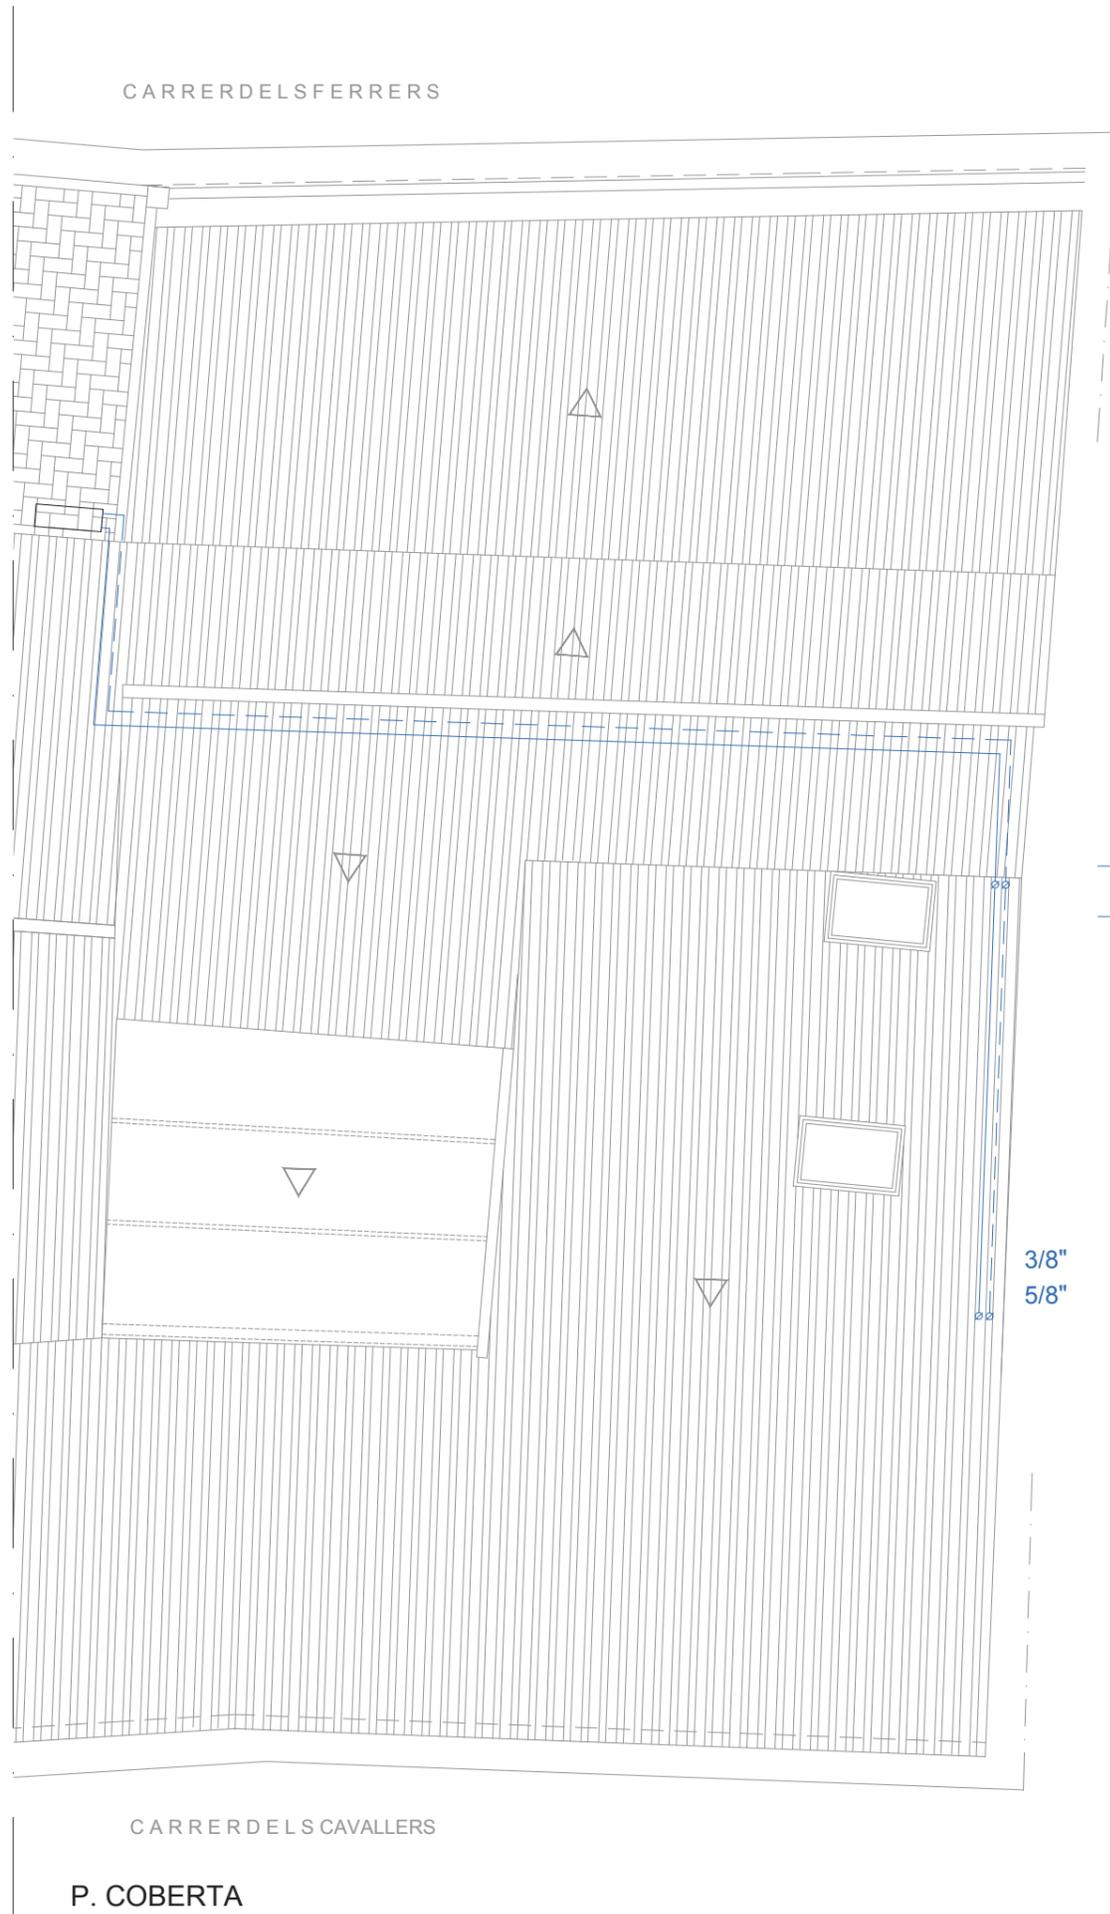 CARRERDELSFERRERS
3/8"
5/8"
CARRERDELS CAVALLERS
P. COBERTA